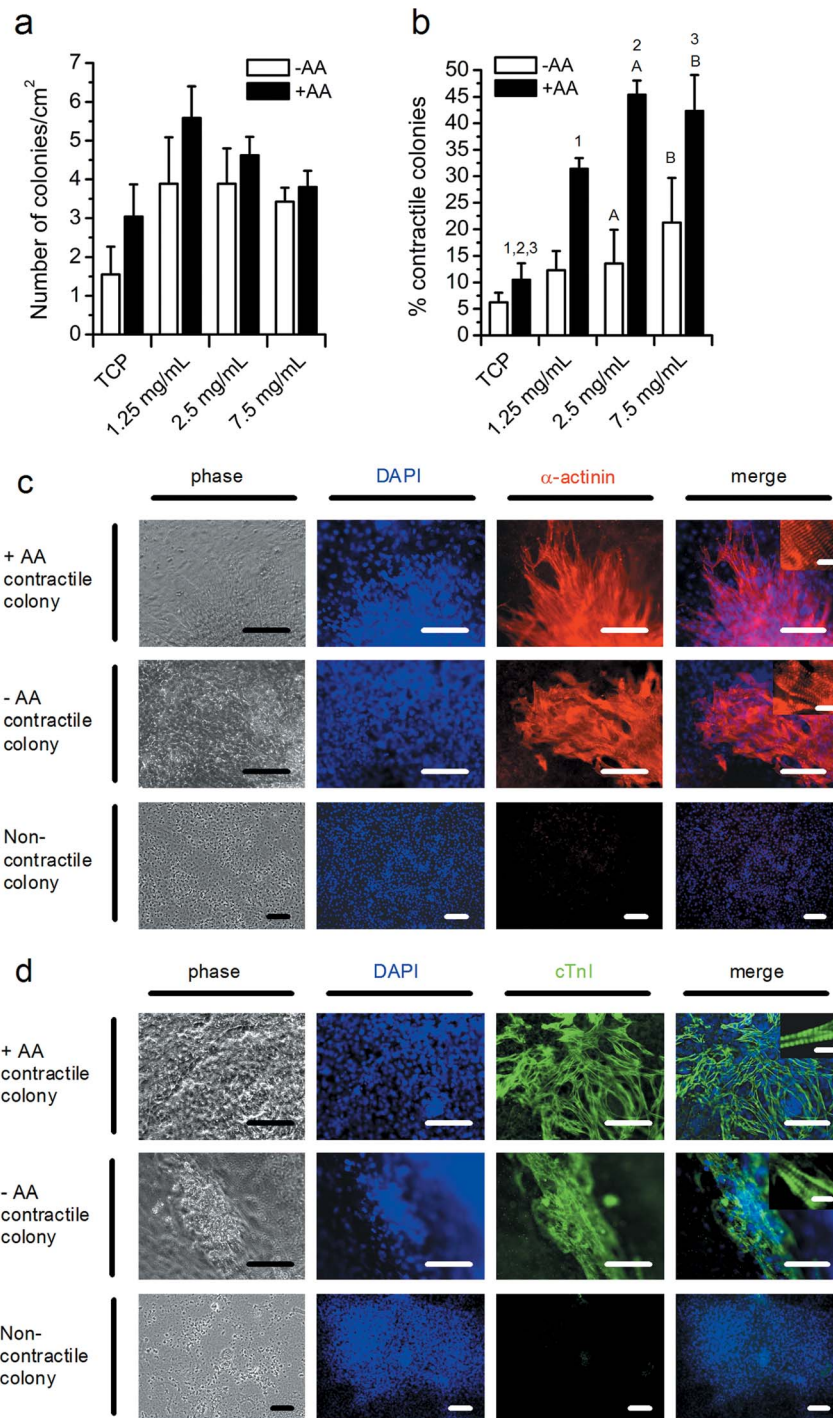 a
Number of colonies/cm²
-AA
+AA
7
6
5
4
3
2
1
0
TCP
1.25 mg/mL
2.5 mg/mL
7.5 mg/mL
b
% contractile colonies
-AA
+AA
50
45
40
35
30
25
20
15
10
5
0
1,2,3
1
A
2
A
B
3
B
TCP
1.25 mg/mL
2.5 mg/mL
7.5 mg/mL
c
phase
DAPI
α-actinin
merge
+ AA
contractile
colony
- AA
contractile
colony
Non-
contractile
colony
d
phase
DAPI
cTnI
merge
+ AA
contractile
colony
- AA
contractile
colony
Non-
contractile
colony